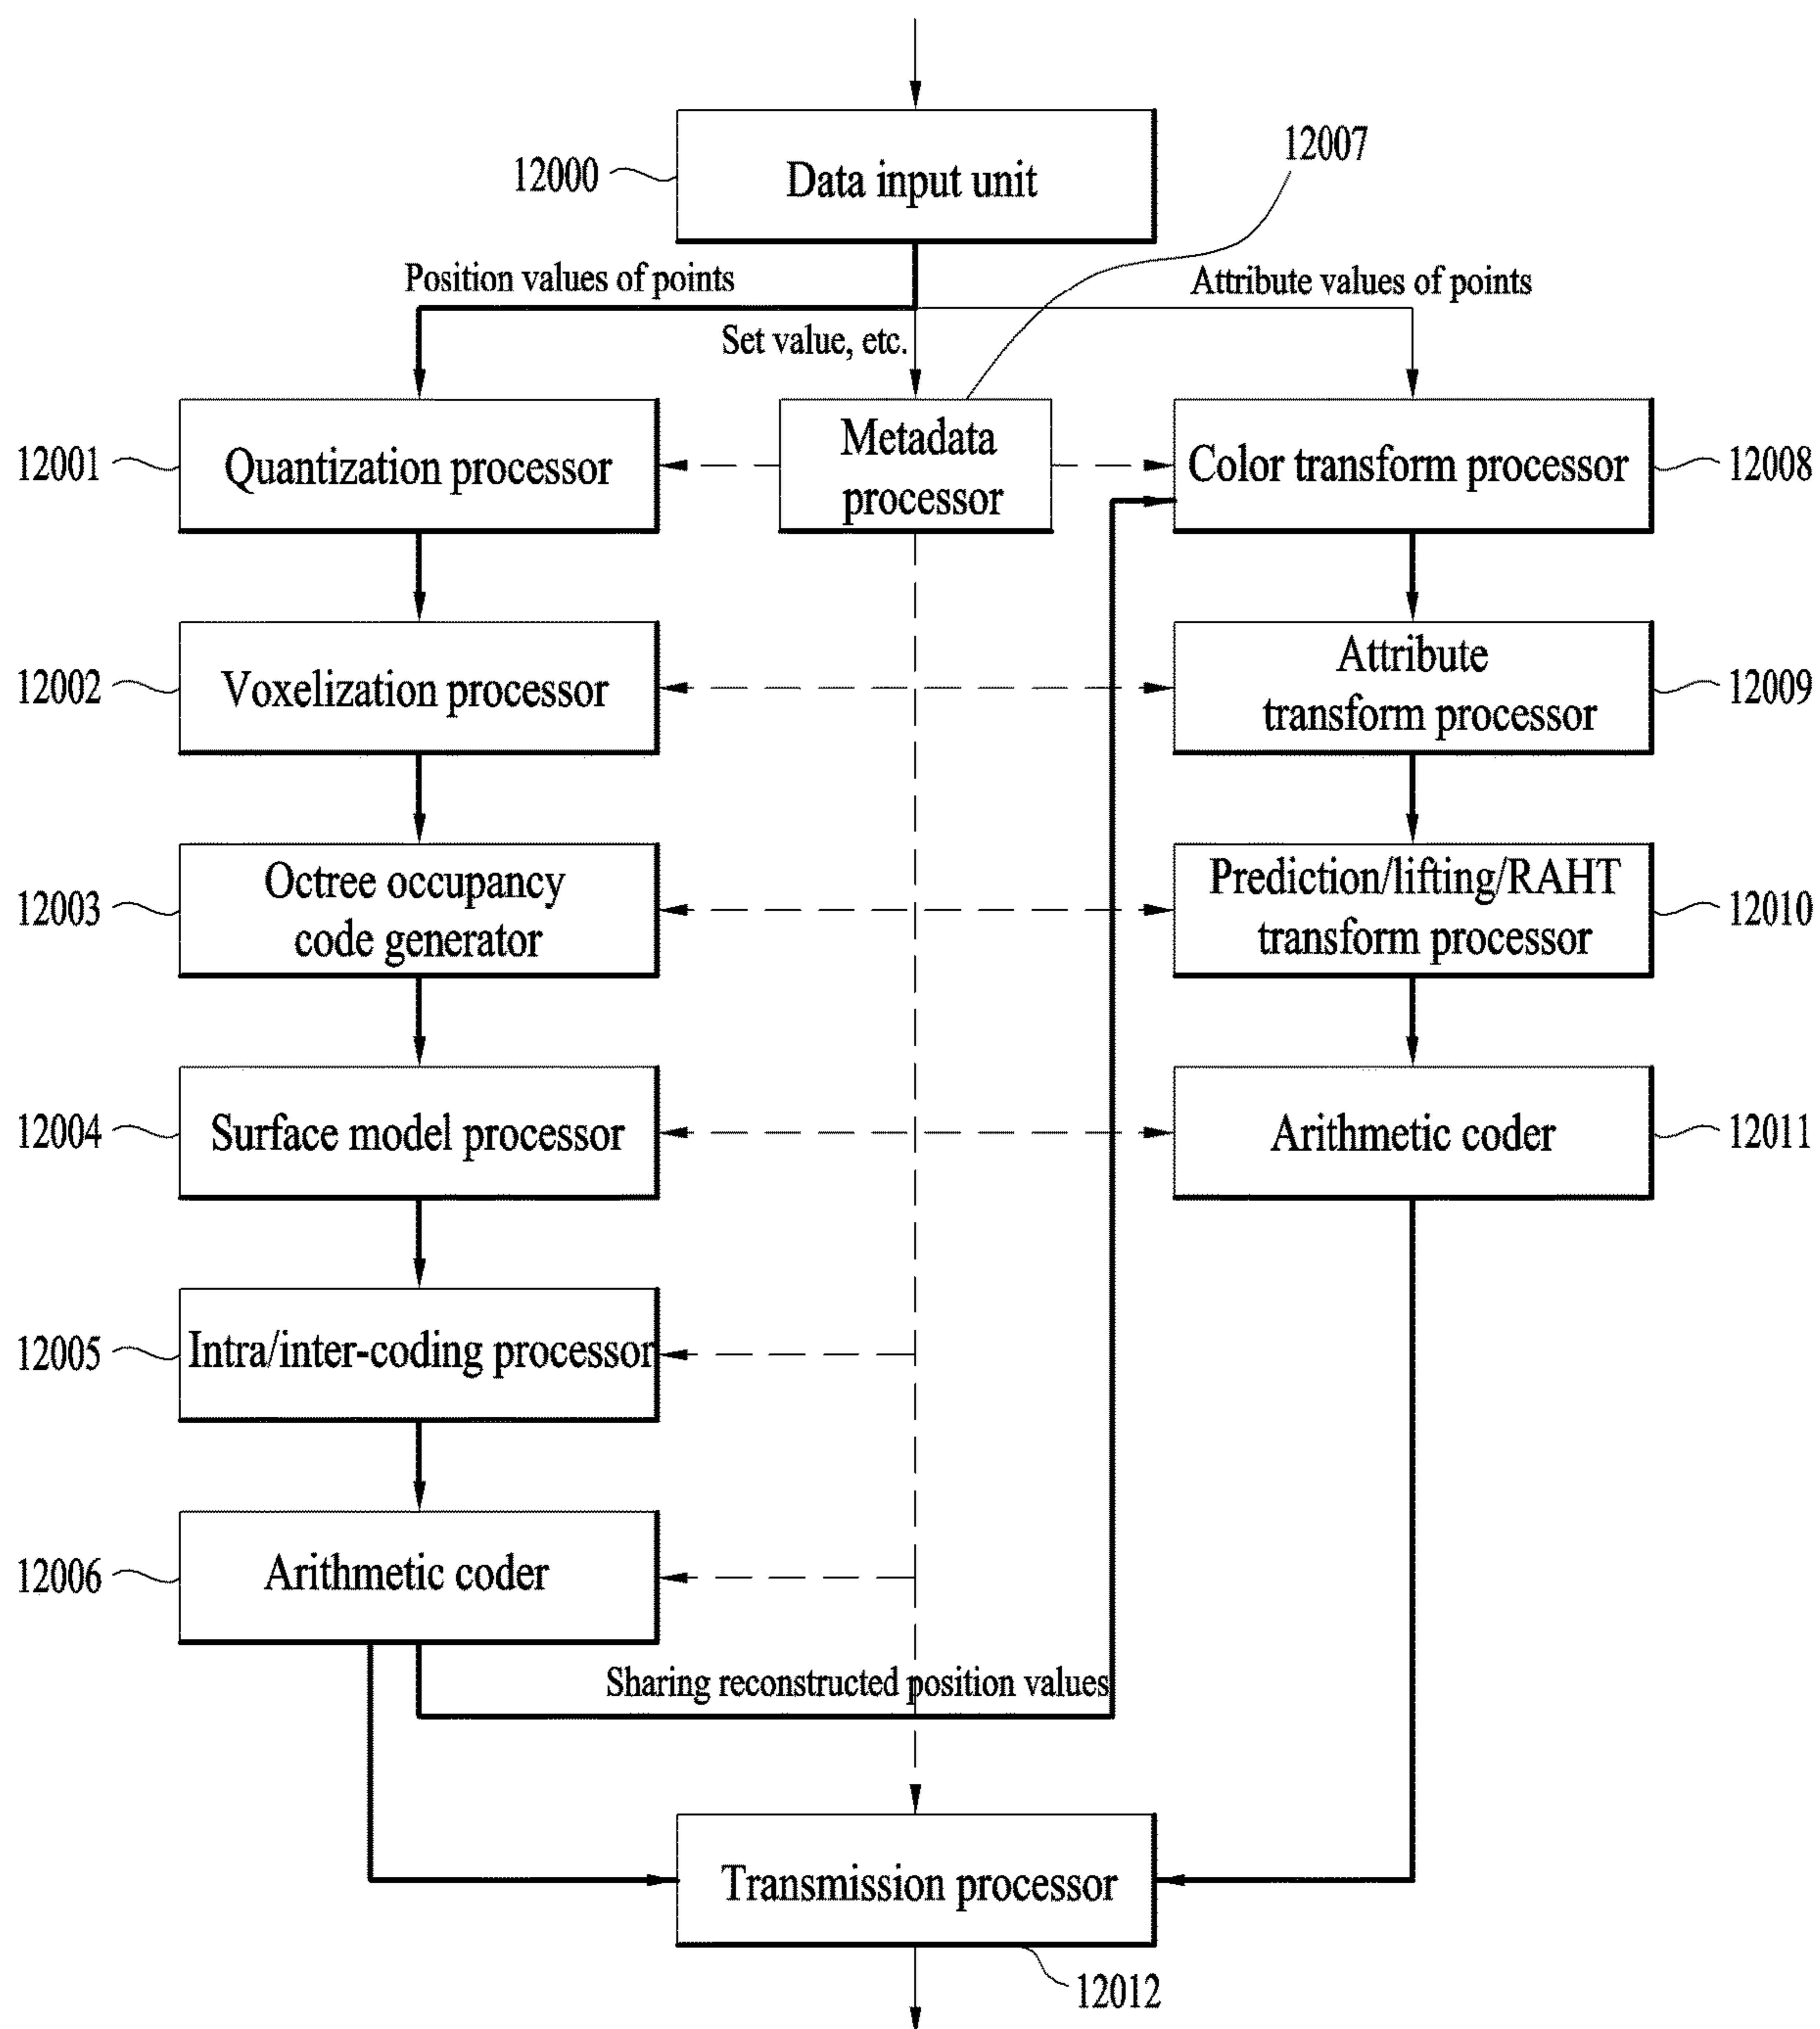 12000
Data input unit
12007
Position values of points
Set value, etc.
Attribute values of points
12001
Quantization processor
Metadata
processor
Color transform processor
12008
12002
Voxelization processor
Attribute
transform processor
12009
12003
Octree occupancy
code generator
Prediction/lifting/RAHT
transform processor
12010
12004
Surface model processor
Arithmetic coder
12011
12005
Intra/inter-coding processor
12006
Arithmetic coder
Sharing reconstructed position values
Transmission processor
12012